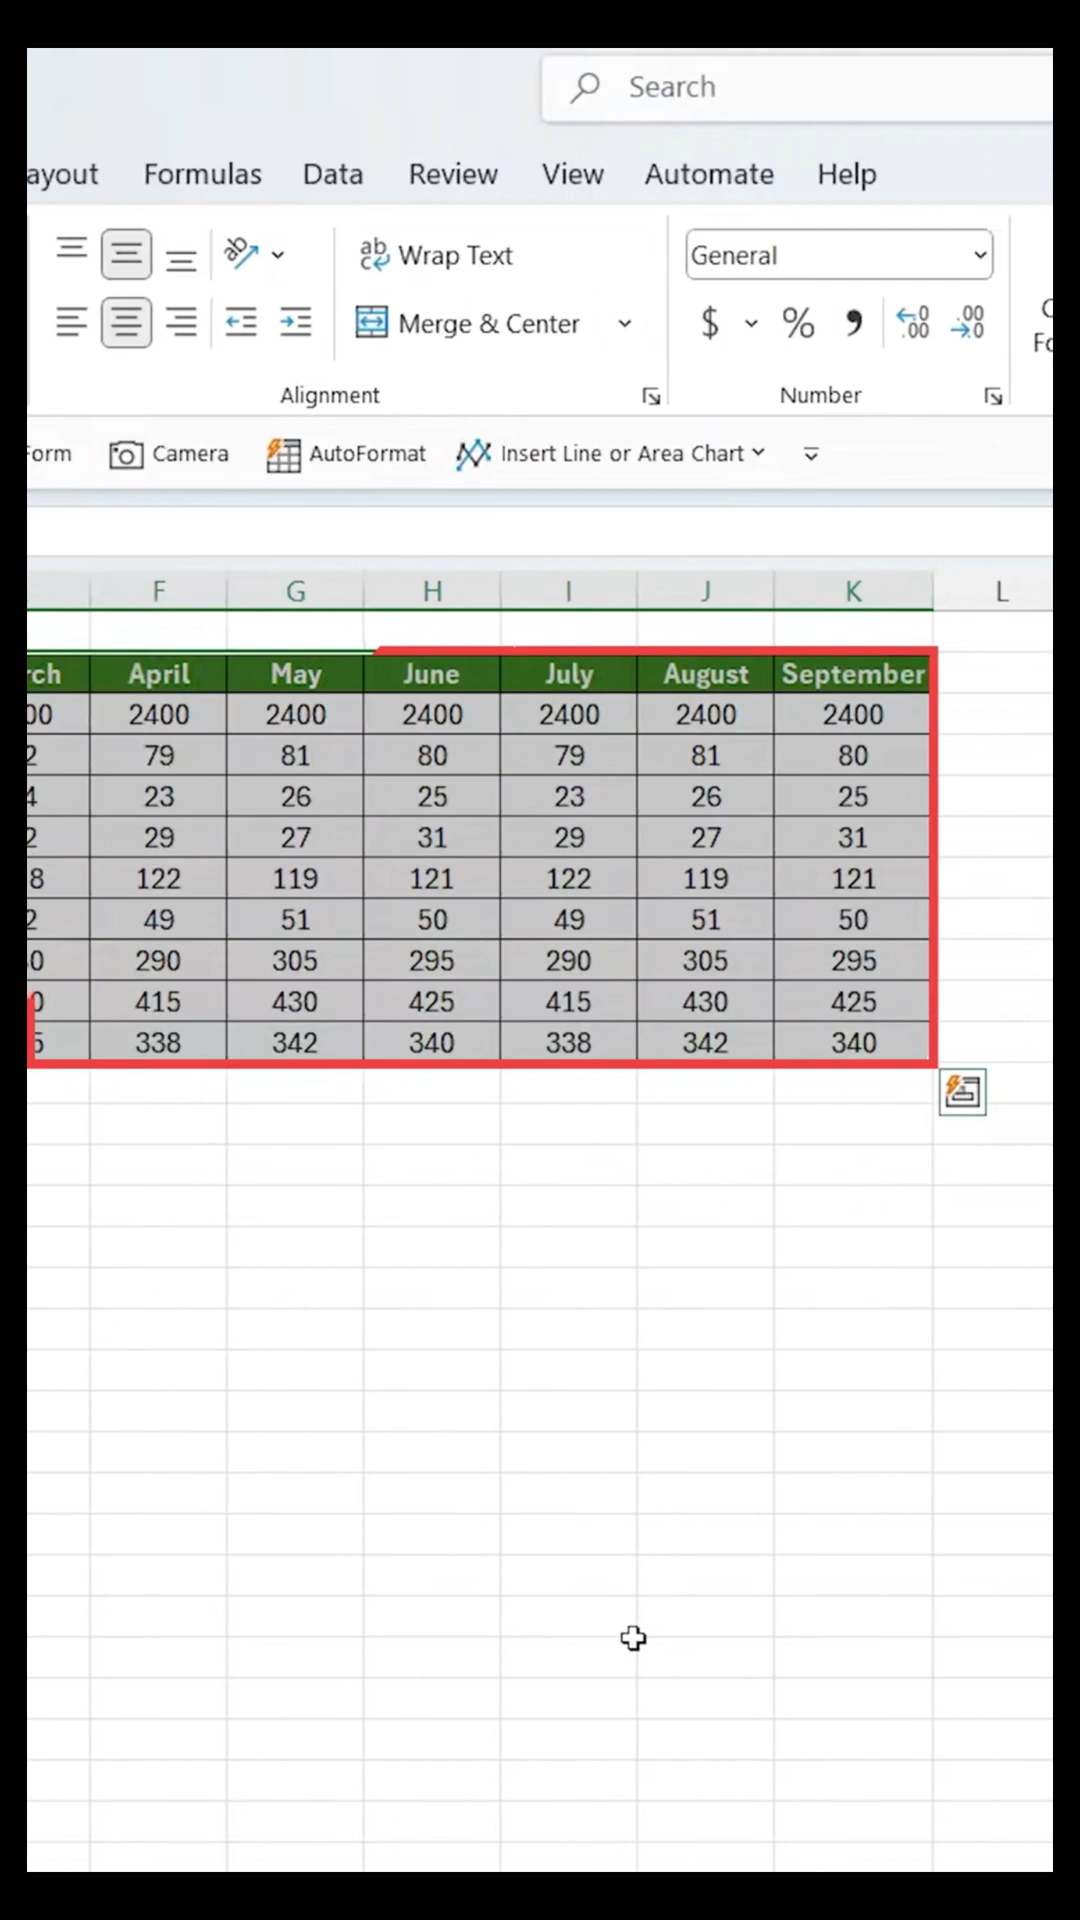 Search
ayout Formulas Data Review View Automate Help
Wrap Text General
Merge & Center $ % 9 .00 .00
Alignment Number
Form Camera AutoFormat Insert Line or Area Chart
F G H I J K L
rch April May June July August September
00 2400 2400 2400 2400 2400 2400
2 79 81 80 79 81 80
4 23 26 25 23 26 25
2 29 27 31 29 27 31
8 122 119 121 122 119 121
2 49 51 50 49 51 50
0 290 305 295 290 305 295
0 415 430 425 415 430 425
5 338 342 340 338 342 340